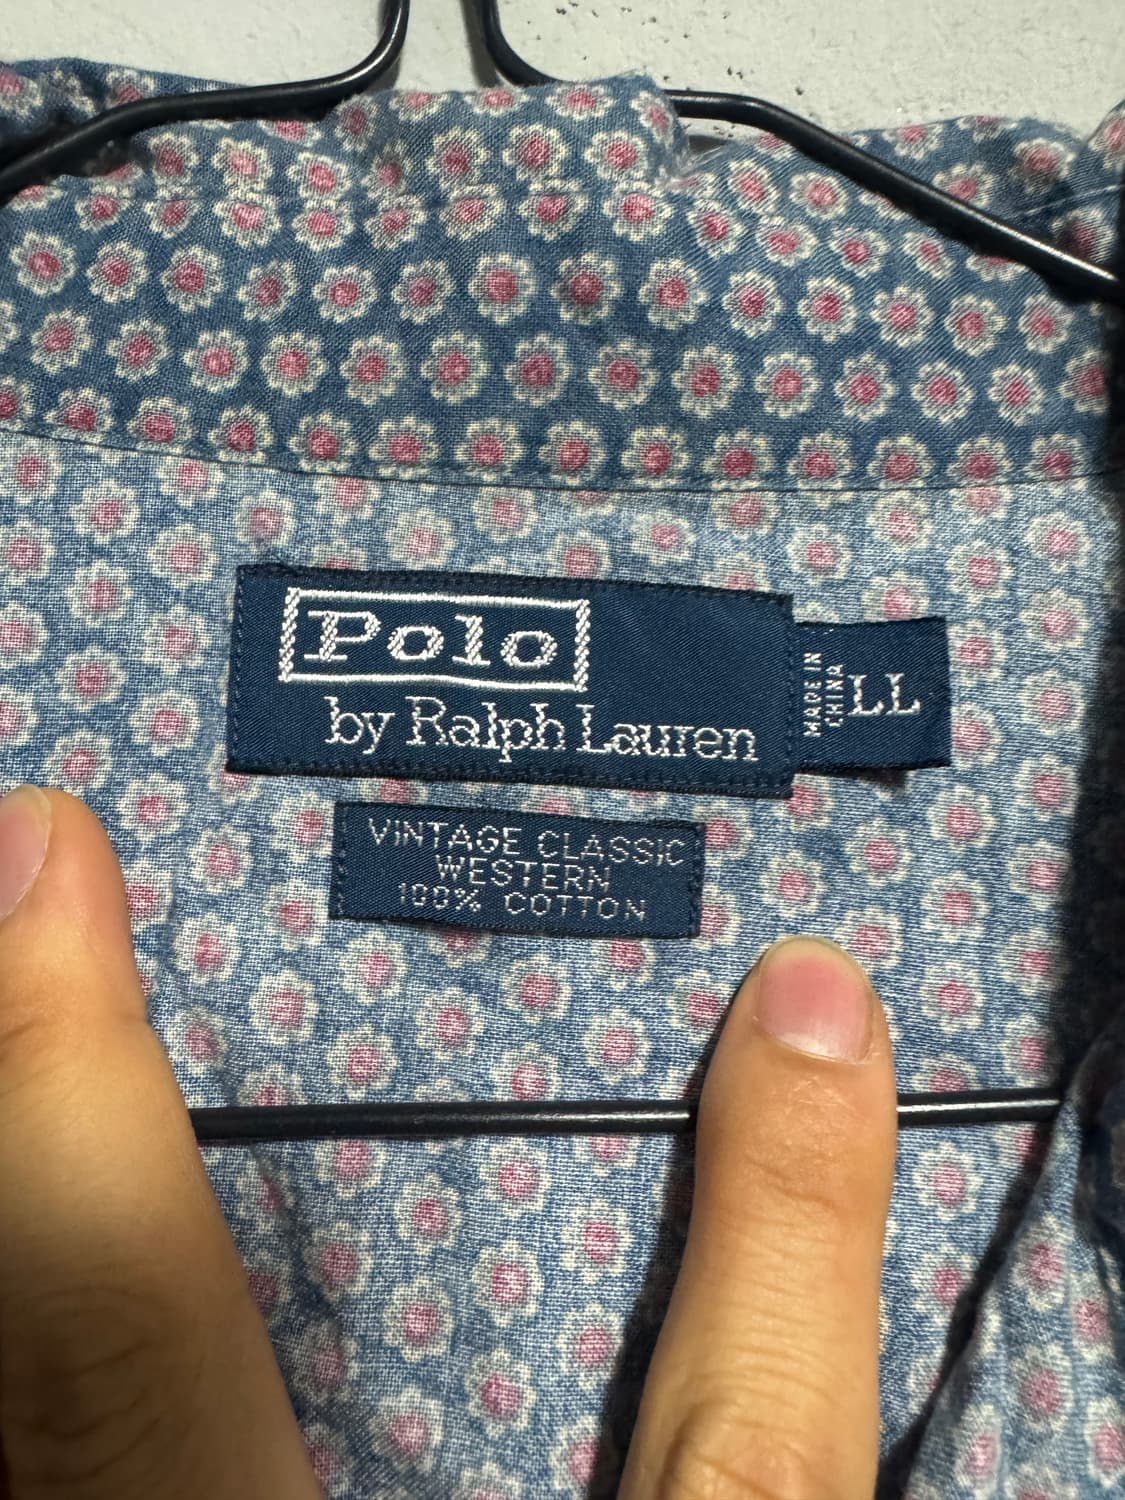 Polo
by Ralph Lauren
MADE IN
CHINA
LL
VINTAGE CLASSIC
WESTERN
100% COTTON